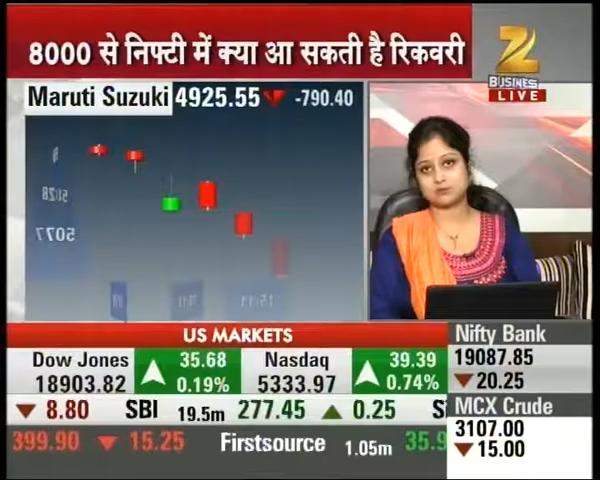 8000 से निफ्टी में क्या आ सकती है रिकवरी
Z
BUSINESS
LIVE
Maruti Suzuki 4925.55 -790.40
US MARKETS
Dow Jones 35.68 Nasdaq 39.39
18903.82 0.19% 5333.97 0.74%
Nifty Bank
19087.85
20.25
MCX Crude
3107.00
15.00
8.80 SBI 19.5m 277.45 0.25
399.90 15.25 Firstsource 1.05m 35.9